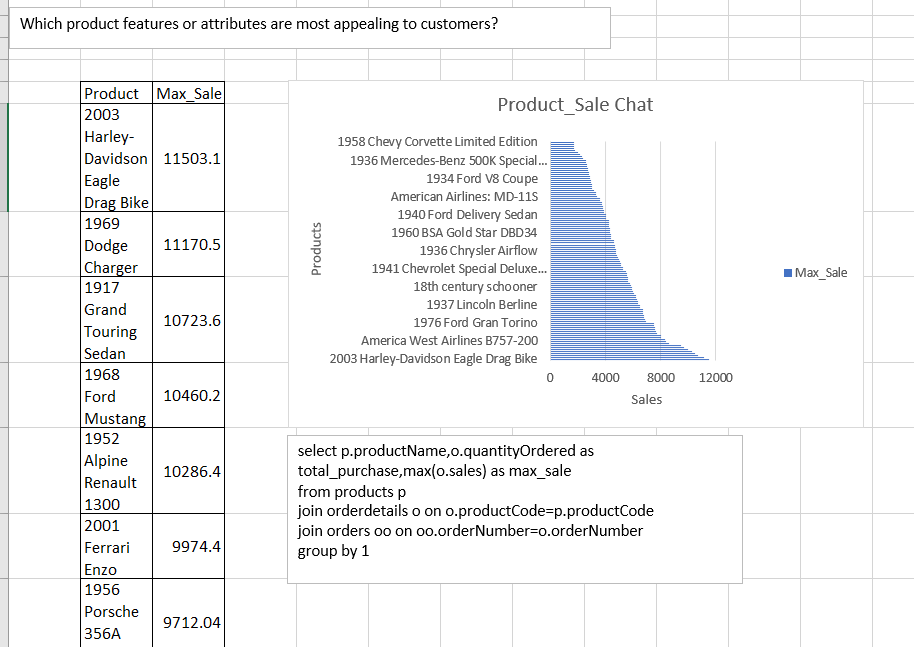 Which product features or attributes are most appealing to customers?
Product Max_Sale
2003
Harley-
Davidson 11503.1
Eagle
Drag Bike
1969
Dodge 11170.5
Charger
1917
Grand
Touring 10723.6
Sedan
1968
Ford 10460.2
Mustang
1952
Alpine
Renault 10286.4
1300
2001
Ferrari 9974.4
Enzo
1956
Porsche
356A 9712.04
Product_Sale Chat
Products
1958 Chevy Corvette Limited Edition
1936 Mercedes-Benz 500K Special...
1934 Ford V8 Coupe
American Airlines: MD-11S
1940 Ford Delivery Sedan
1960 BSA Gold Star DBD34
1936 Chrysler Airflow
1941 Chevrolet Special Deluxe...
18th century schooner
1937 Lincoln Berline
1976 Ford Gran Torino
America West Airlines B757-200
2003 Harley-Davidson Eagle Drag Bike
0 4000 8000 12000
Sales
Max_Sale
select p.productName,o.quantityOrdered as
total_purchase,max(o.sales) as max_sale
from products p
join orderdetails o on o.productCode=p.productCode
join orders oo on oo.orderNumber=o.orderNumber
group by 1